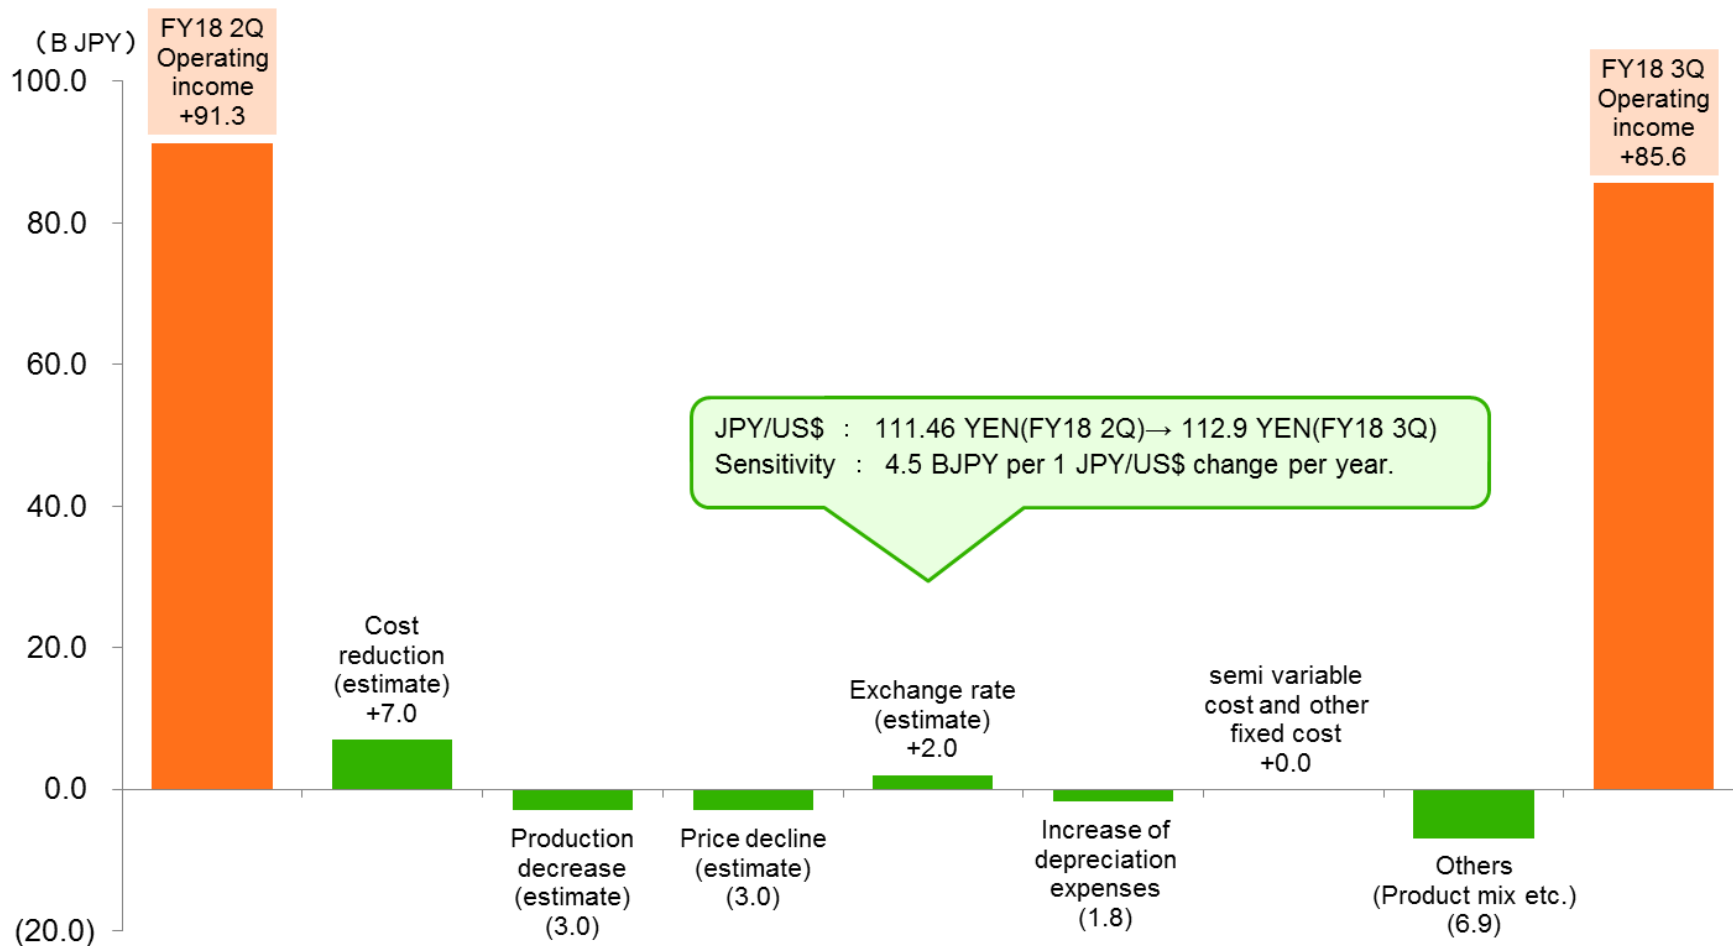 （B JPY）
100.0
80.0
60.0
40.0
20.0
0.0
(20.0)
FY18 2Q
Operating
income
+91.3
Cost
reduction
(estimate)
+7.0
Production
decrease
(estimate)
(3.0)
Price decline
(estimate)
(3.0)
JPY/US$ ： 111.46 YEN(FY18 2Q)→ 112.9 YEN(FY18 3Q)
Sensitivity ： 4.5 BJPY per 1 JPY/US$ change per year.
Exchange rate
(estimate)
+2.0
Increase of
depreciation
expenses
(1.8)
semi variable
cost and other
fixed cost
+0.0
Others
(Product mix etc.)
(6.9)
FY18 3Q
Operating
income
+85.6